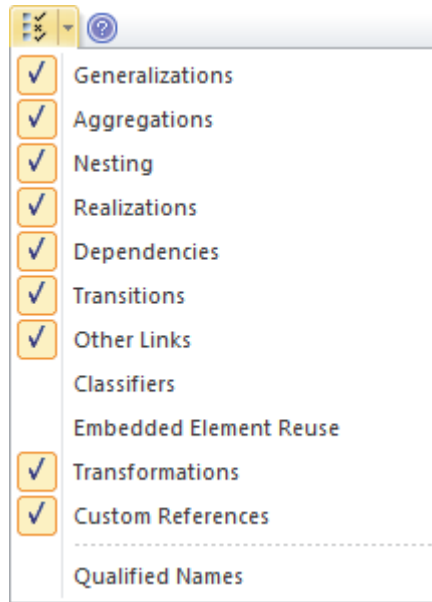 Generalizations
Aggregations
Nesting
Realizations
Dependencies
Transitions
Other Links
Classifiers
Embedded Element Reuse
Transformations
Custom References
Qualified Names